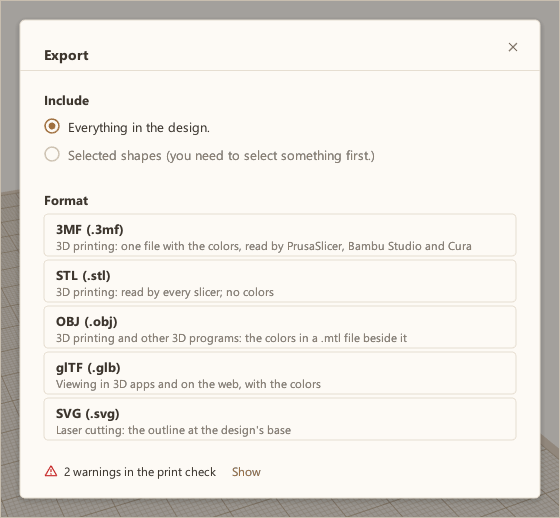 Export
Include
Everything in the design.
Selected shapes (you need to select something first.)
Format
3MF (.3mf)
3D printing: one file with the colors, read by PrusaSlicer, Bambu Studio and Cura
STL (.stl)
3D printing: read by every slicer; no colors
OBJ (.obj)
3D printing and other 3D programs: the colors in a .mtl file beside it
glTF (.glb)
Viewing in 3D apps and on the web, with the colors
SVG (.svg)
Laser cutting: the outline at the design's base
2 warnings in the print check Show